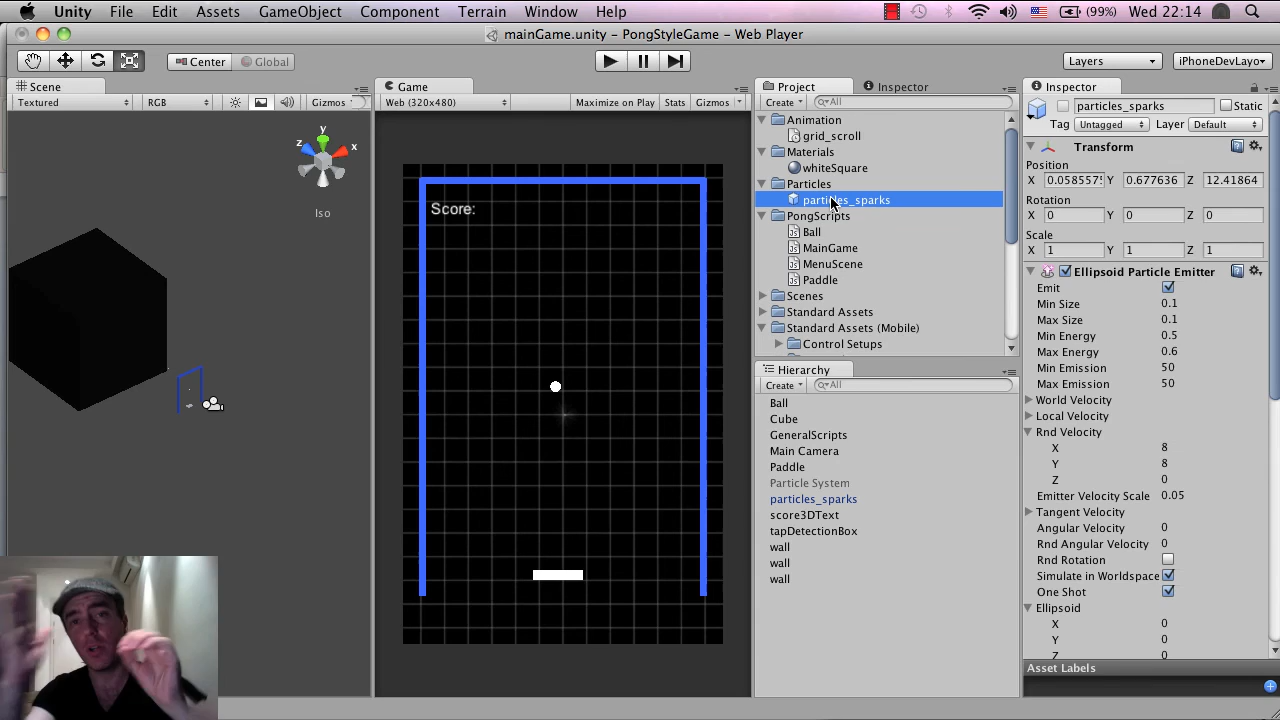 Unity File Edit Assets GameObject Component Terrain Window Help (99%) Wed 22:14
mainGame.unity – PongStyleGame – Web Player
Center Global Layers iPhoneDevLayo
Scene
Textured RGB Gizmos
y
z x
Iso
Game
Web (320x480) Maximize on Play Stats Gizmos
Score:
Project Inspector
Create All
Animation
grid_scroll
Materials
whiteSquare
Particles
particles_sparks
PongScripts
Ball
MainGame
MenuScene
Paddle
Scenes
Standard Assets
Standard Assets (Mobile)
Control Setups
Hierarchy
Create All
Ball
Cube
GeneralScripts
Main Camera
Paddle
Particle System
particles_sparks
score3DText
tapDetectionBox
wall
wall
wall
Inspector
particles_sparks Static
Tag Untagged Layer Default
Transform
Position
X 0.058557 Y 0.677636 Z 12.41864
Rotation
X 0 Y 0 Z 0
Scale
X 1 Y 1 Z 1
Ellipsoid Particle Emitter
Emit
Min Size 0.1
Max Size 0.1
Min Energy 0.5
Max Energy 0.6
Min Emission 50
Max Emission 50
World Velocity
Local Velocity
Rnd Velocity
X 8
Y 8
Z 0
Emitter Velocity Scale 0.05
Tangent Velocity
Angular Velocity 0
Rnd Angular Velocity 0
Rnd Rotation
Simulate in Worldspace
One Shot
Ellipsoid
X 0
Y 0
Z 0
Asset Labels